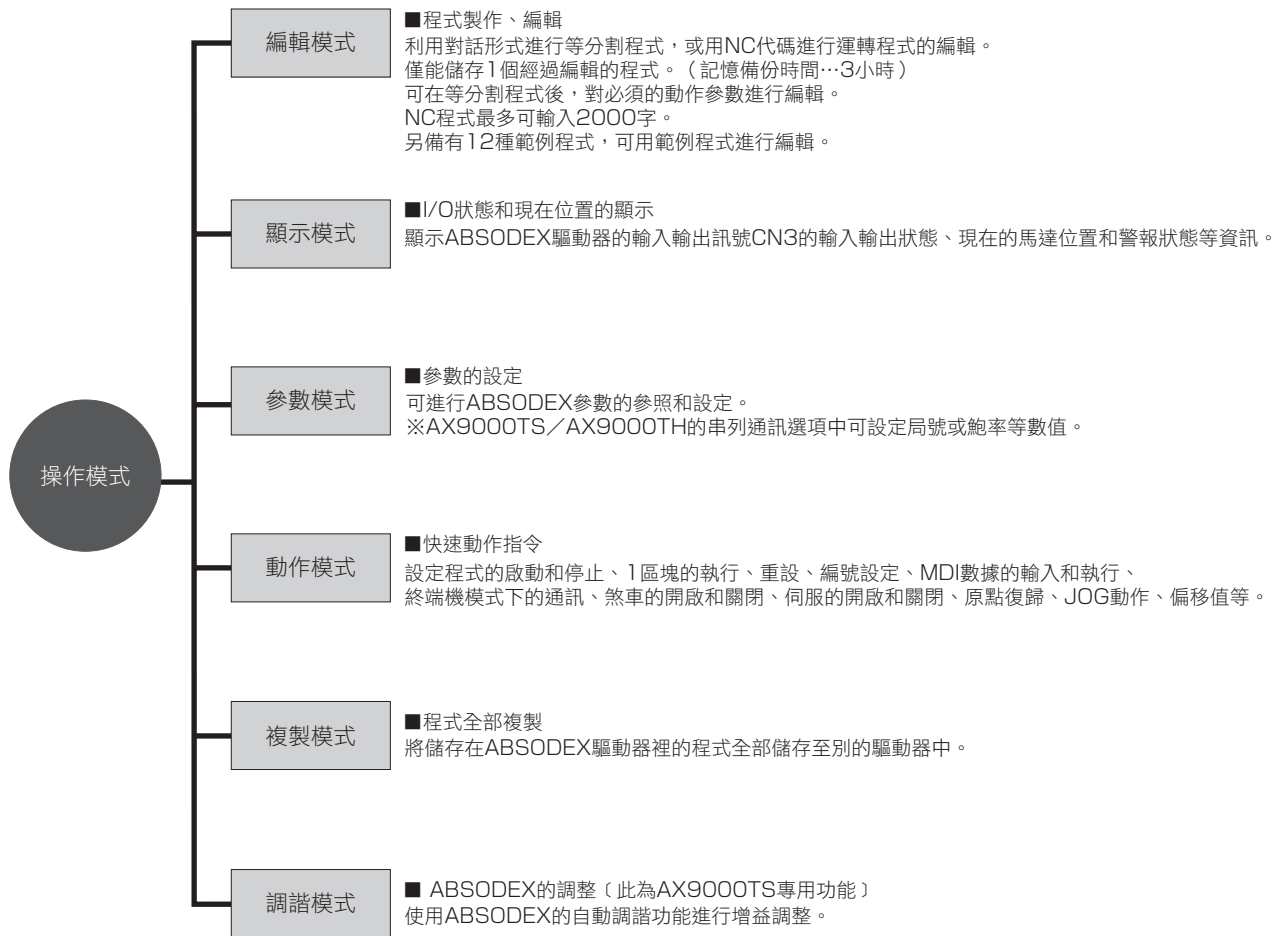 操作模式
編輯模式
■程式製作、編輯
利用對話形式進行等分割程式，或用NC代碼進行運轉程式的編輯。
僅能儲存1個經過編輯的程式。（記憶備份時間…3小時）
可在等分割程式後，對必須的動作參數進行編輯。
NC程式最多可輸入2000字。
另備有12種範例程式，可用範例程式進行編輯。
顯示模式
■I/O狀態和現在位置的顯示
顯示ABSODEX驅動器的輸入輸出訊號CN3的輸入輸出狀態、現在的馬達位置和警報狀態等資訊。
參數模式
■參數的設定
可進行ABSODEX參數的參照和設定。
※AX9000TS／AX9000TH的串列通訊選項中可設定局號或鮑率等數值。
動作模式
■快速動作指令
設定程式的啟動和停止、1區塊的執行、重設、編號設定、MDI數據的輸入和執行、
終端機模式下的通訊、煞車的開啟和關閉、伺服的開啟和關閉、原點復歸、JOG動作、偏移值等。
複製模式
■程式全部複製
將儲存在ABSODEX驅動器裡的程式全部儲存至別的驅動器中。
調諧模式
■ ABSODEX的調整〔此為AX9000TS專用功能〕
使用ABSODEX的自動調諧功能進行增益調整。